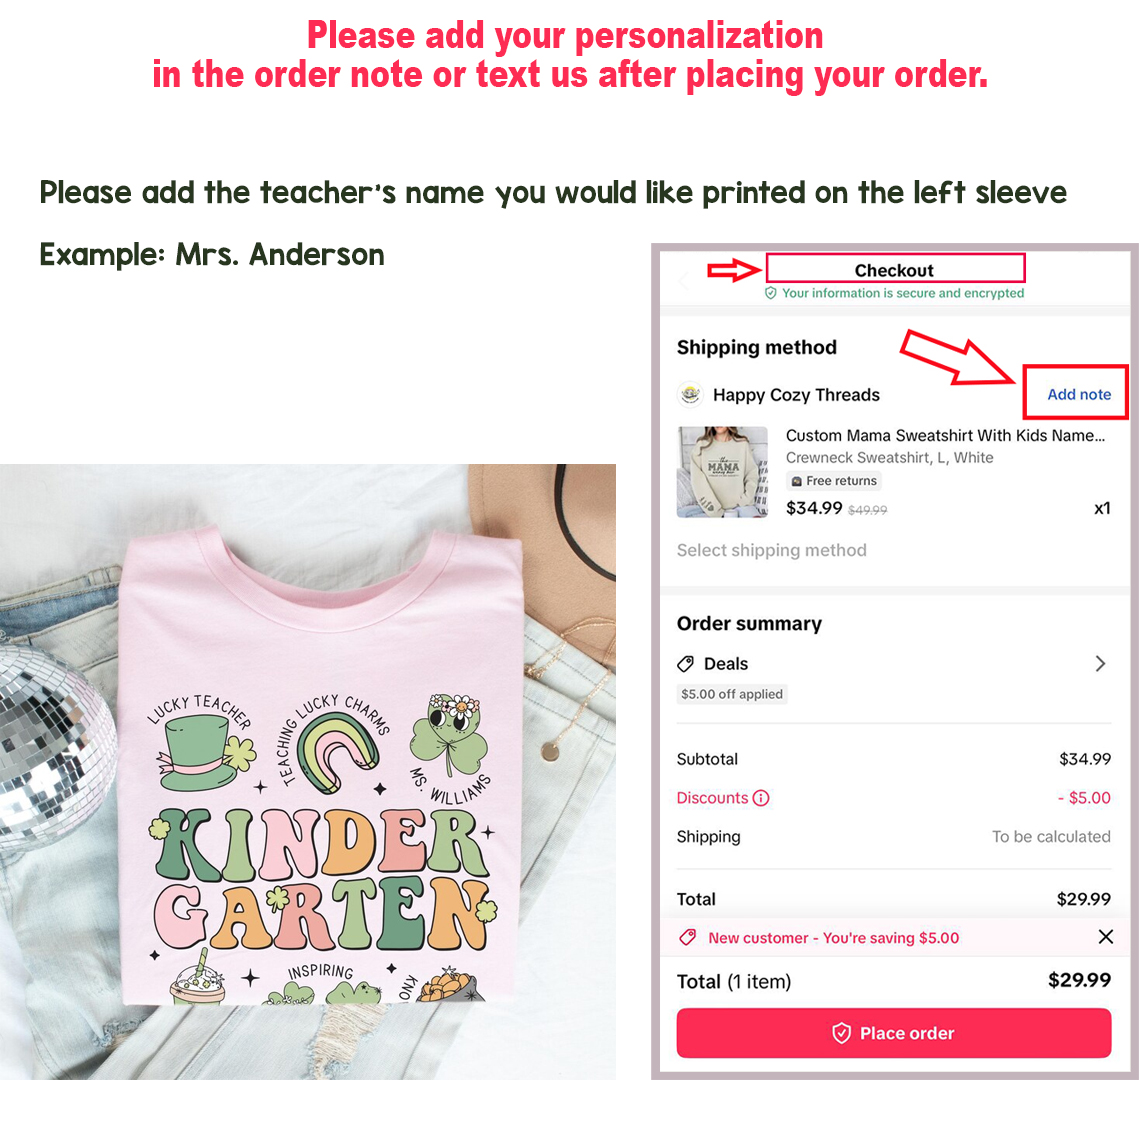 Please add your personalization
in the order note or text us after placing your order.
Please add the teacher's name you would like printed on the left sleeve
Example: Mrs. Anderson
Checkout
Your information is secure and encrypted
Shipping method
Happy Cozy Threads
Add note
Custom Mama Sweatshirt With Kids Name...
Crewneck Sweatshirt, L, White
Free returns
$34.99 $49.99
x1
Select shipping method
Order summary
Deals
$5.00 off applied
Subtotal
$34.99
Discounts
- $5.00
Shipping
To be calculated
Total
$29.99
New customer - You're saving $5.00
Total (1 item)
$29.99
Place order
MAMA
LUCKY TEACHER
TEACHING LUCKY CHARMS
MS. WILLIAMS
KINDER
GARTEN
INSPIRING
KNO